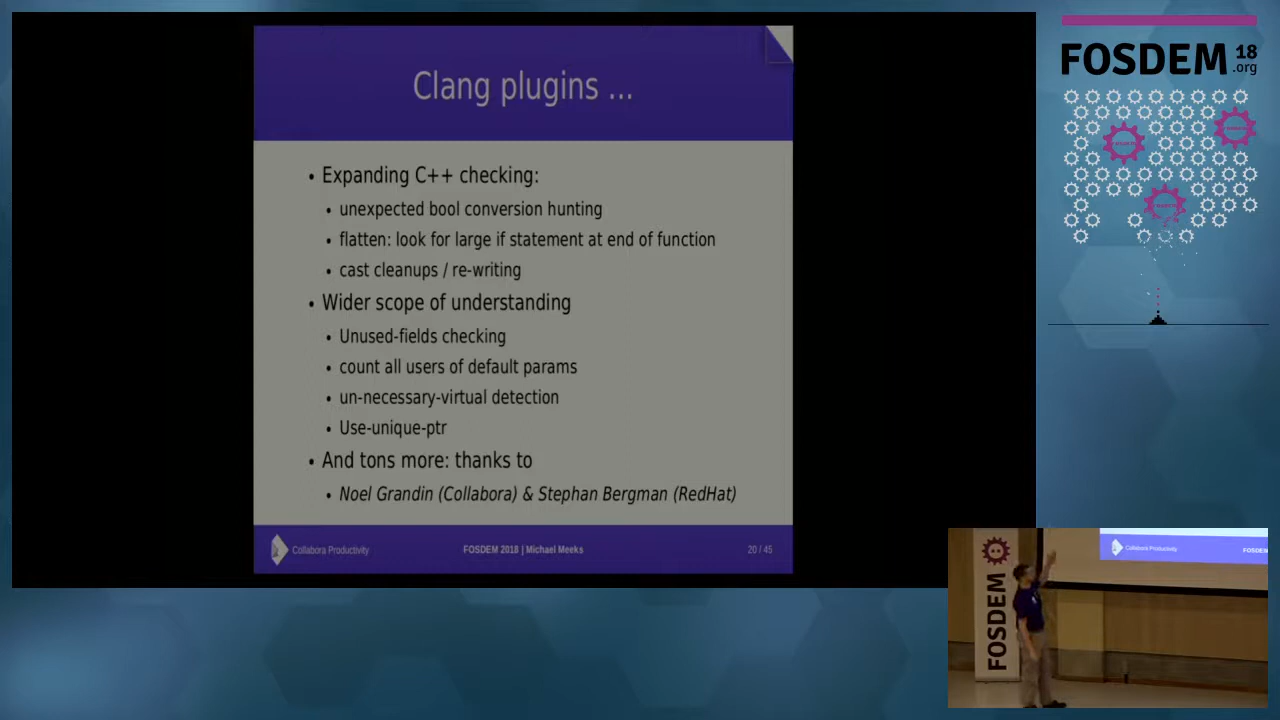 Clang plugins ...
• Expanding C++ checking:
• unexpected bool conversion hunting
• flatten: look for large if statement at end of function
• cast cleanups / re-writing
• Wider scope of understanding
• Unused-fields checking
• count all users of default params
• un-necessary-virtual detection
• Use-unique-ptr
• And tons more: thanks to
• Noel Grandin (Collabora) & Stephan Bergman (RedHat)
Collabora Productivity
FOSDEM 2018 | Michael Meeks
20 / 45
FOSDEM 18
.org
FOSDEM
Collabora Productivity
FOSDEM